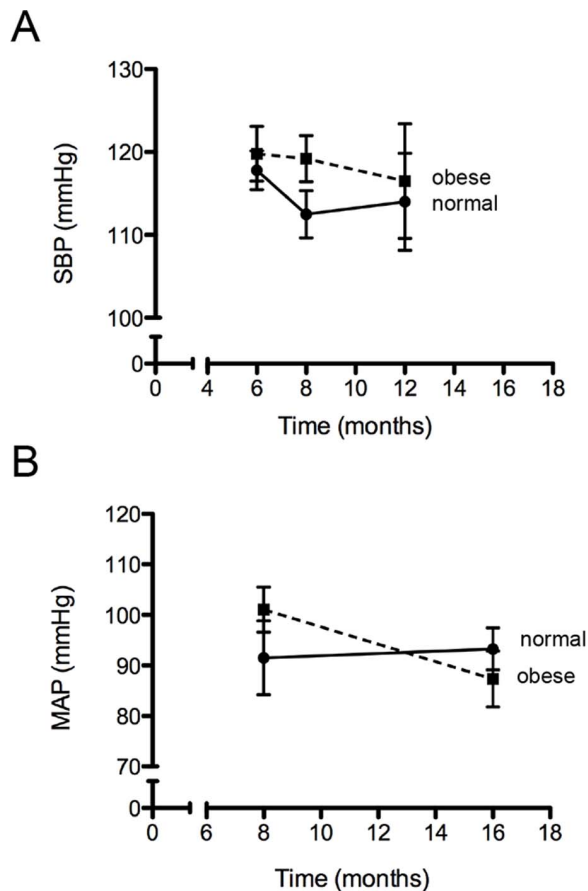 A
130
120
110
100
0
SBP (mmHg)
obese
normal
0 4 6 8 10 12 14 16 18
Time (months)
B
120
110
100
90
80
70
0
MAP (mmHg)
normal
obese
0 6 8 10 12 14 16 18
Time (months)